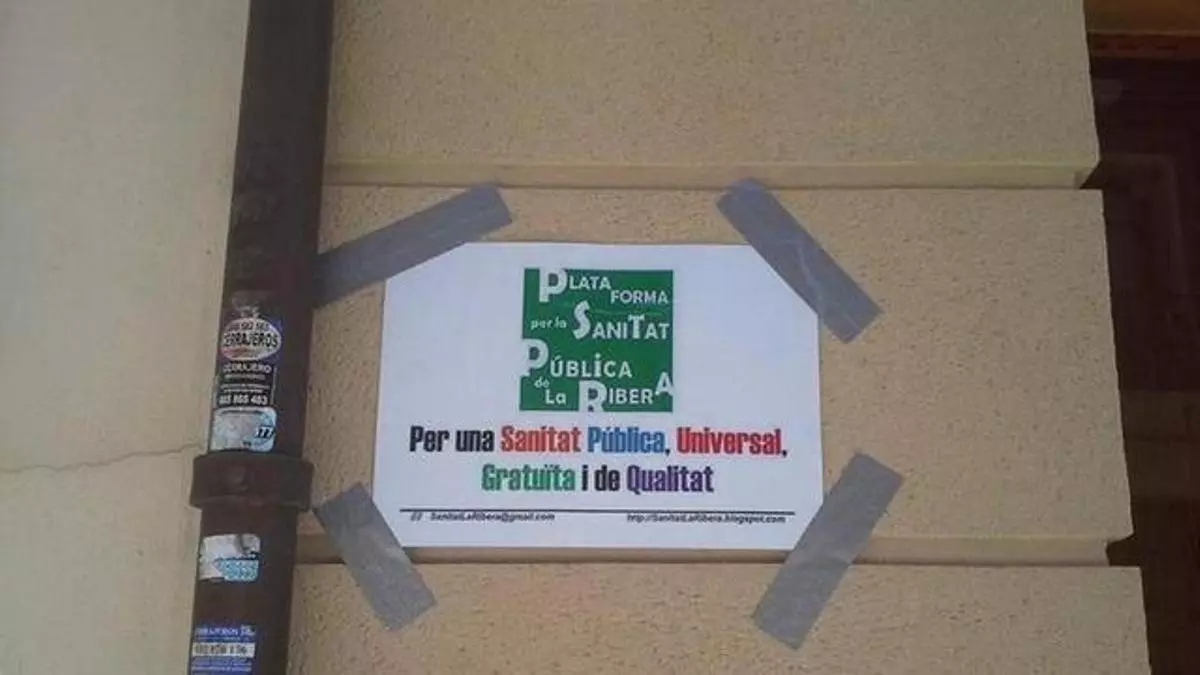 PLATA
FORMA
per la SANITAT
PÚBLiCA
de La RIBERA
Per una Sanitat Pública, Universal,
Gratuïta i de Qualitat
SanitatLaRibera@gmail.com http://SanitatLaRibera.blogspot.com
CERRAJEROS